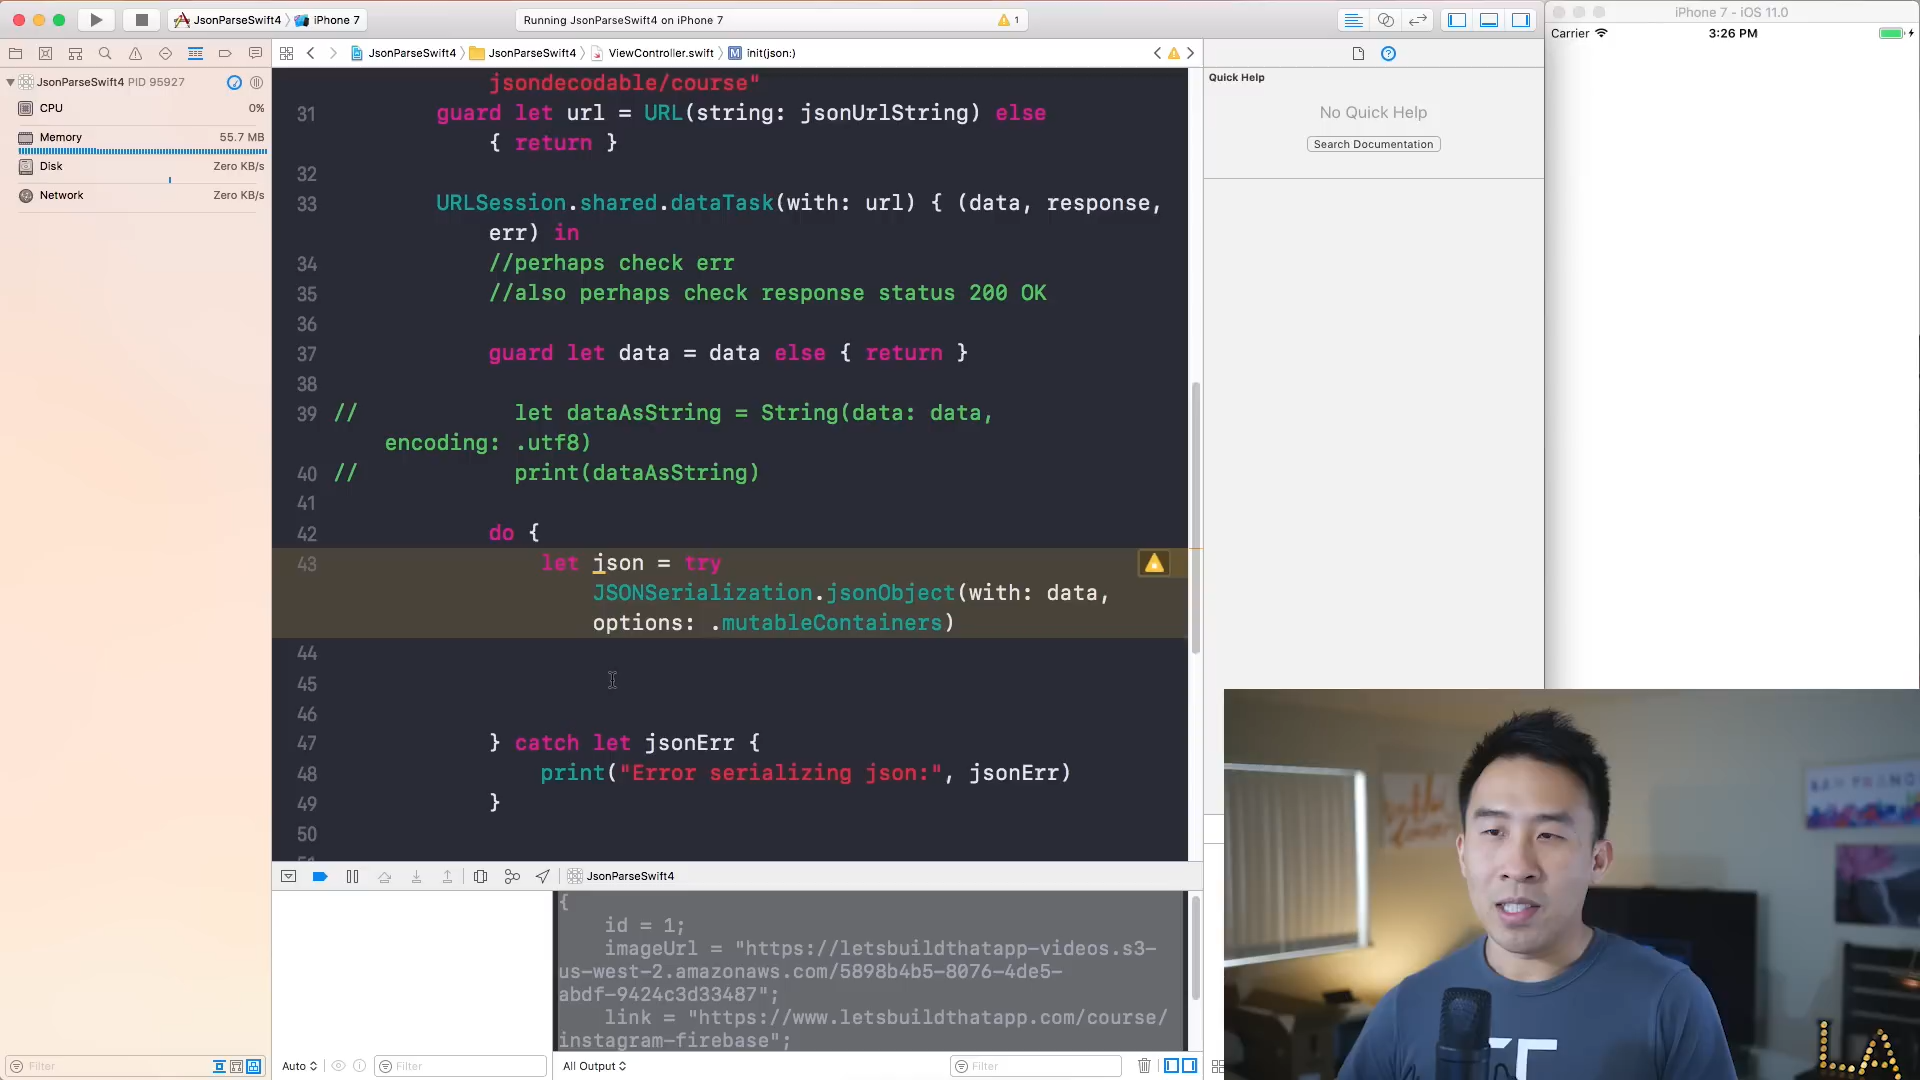 JsonParseSwift4 iPhone 7
Running JsonParseSwift4 on iPhone 7
1
iPhone 7 - iOS 11.0
Carrier
3:26 PM
JsonParseSwift4 JsonParseSwift4 ViewController.swift M init(json:)
JsonParseSwift4 PID 95927
CPU 0%
Memory 55.7 MB
Disk Zero KB/s
Network Zero KB/s
Quick Help
No Quick Help
Search Documentation
jsondecodable/course"
31 guard let url = URL(string: jsonUrlString) else
{ return }
32
33 URLSession.shared.dataTask(with: url) { (data, response,
err) in
34 //perhaps check err
35 //also perhaps check response status 200 OK
36
37 guard let data = data else { return }
38
39 // let dataAsString = String(data: data,
encoding: .utf8)
40 // print(dataAsString)
41
42 do {
43 let json = try
JSONSerialization.jsonObject(with: data,
options: .mutableContainers)
44
45
46
47 } catch let jsonErr {
48 print("Error serializing json:", jsonErr)
49 }
50
JsonParseSwift4
{
id = 1;
imageUrl = "https://letsbuildthatapp-videos.s3-
us-west-2.amazonaws.com/5898b4b5-8076-4de5-
abdf-9424c3d33487";
link = "https://www.letsbuildthatapp.com/course/
instagram-firebase";
Filter
Auto
Filter
All Output
Filter
LA